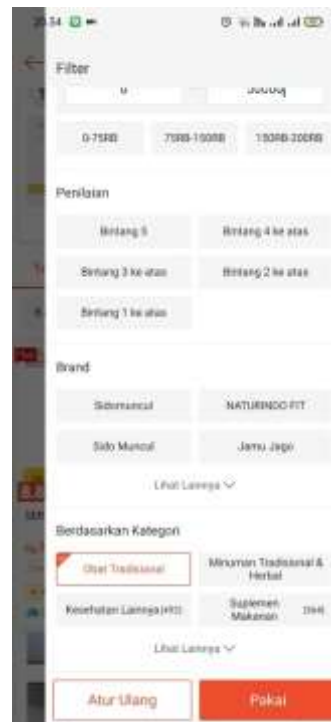 Filter
0-75RB 75RB-150RB 150RB-200RB
Penilaian
Bintang 5 Bintang 4 ke atas
Bintang 3 ke atas Bintang 2 ke atas
Bintang 1 ke atas
Brand
Sidomuncul NATURINDO FIT
Sido Muncul Jamu Jago
Lihat Lainnya
Berdasarkan Kategori
Obat Tradisional Minuman Tradisional &
Herbal
Kesehatan Lainnya Suplemen
Makanan
Lihat Lainnya
Atur Ulang Pakai